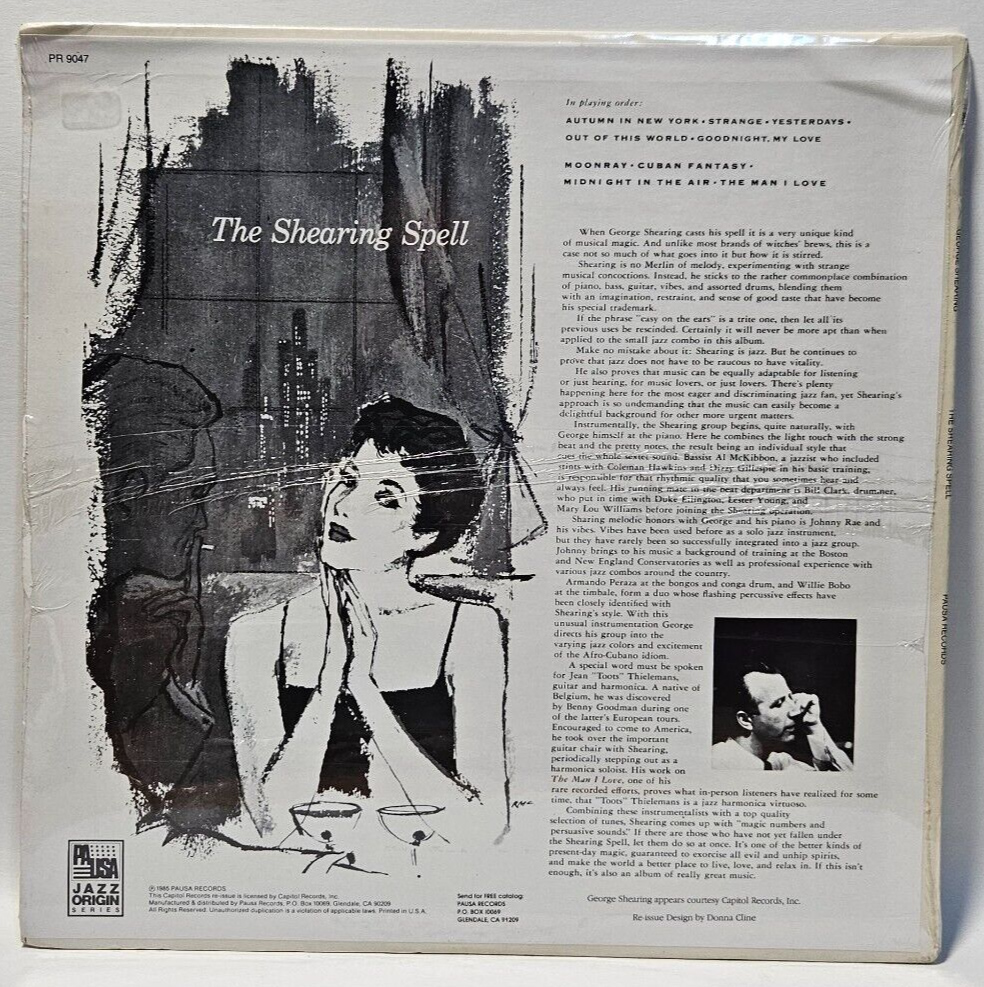 PR 9047
The Shearing Spell
In playing order:
AUTUMN IN NEW YORK • STRANGE • YESTERDAYS •
OUT OF THIS WORLD • GOODNIGHT, MY LOVE
MOONRAY • CUBAN FANTASY •
MIDNIGHT IN THE AIR • THE MAN I LOVE
When George Shearing casts his spell it is a very unique kind
of musical magic. And unlike most brands of witches' brews, this is a
case not so much of what goes into it but how it is stirred.
Shearing is no Merlin of melody, experimenting with strange
musical concoctions. Instead, he sticks to the rather commonplace combination
of piano, bass, guitar, vibes, and assorted drums, blending them
with an imagination, restraint, and sense of good taste that have become
his special trademark.
If the phrase "easy on the ears" is a trite one, then let all its
previous uses be rescinded. Certainly it will never be more apt than when
applied to the small jazz combo in this album.
Make no mistake about it: Shearing is jazz. But he continues to
prove that jazz does not have to be raucous to have vitality.
He also proves that music can be equally adaptable for listening
or just hearing, for music lovers, or just lovers. There's plenty
happening here for the most eager and discriminating jazz fan, yet Shearing's
approach is so undemanding that the music can easily become a
delightful background for other more urgent matters.
Instrumentally, the Shearing group begins, quite naturally, with
George himself at the piano. Here he combines the light touch with the strong
beat and the pretty notes, the result being an individual style that
cues the whole sextet sound. Bassist Al McKibbon, a jazzist who included
stints with Coleman Hawkins and Dizzy Gillespie in his basic training,
is responsible for that rhythmic quality that you sometimes hear and
always feel. His running mate in the beat department is Bill Clark, drummer,
who put in time with Duke Ellington, Lester Young, and
Mary Lou Williams before joining the Shearing operation.
Sharing melodic honors with George and his piano is Johnny Rae and
his vibes. Vibes have been used before as a solo jazz instrument,
but they have rarely been so successfully integrated into a jazz group.
Johnny brings to his music a background of training at the Boston
and New England Conservatories as well as professional experience with
various jazz combos around the country.
Armando Peraza at the bongos and conga drum, and Willie Bobo
at the timbale, form a duo whose flashing percussive effects have
been closely identified with
Shearing's style. With this
unusual instrumentation George
directs his group into the
varying jazz colors and excitement
of the Afro-Cubano idiom.
A special word must be spoken
for Jean "Toots" Thielemans,
guitar and harmonica. A native of
Belgium, he was discovered
by Benny Goodman during one
of the latter's European tours.
Encouraged to come to America,
he took over the important
guitar chair with Shearing,
periodically stepping out as a
harmonica soloist. His work on
The Man I Love, one of his
rare recorded efforts, proves what in-person listeners have realized for some
time, that "Toots" Thielemans is a jazz harmonica virtuoso.
Combining these instrumentalists with a top quality
selection of tunes, Shearing comes up with "magic numbers and
persuasive sounds." If there are those who have not yet fallen under
the Shearing Spell, let them do so at once. It's one of the better kinds of
present-day magic, guaranteed to exorcise all evil and unhip spirits,
and make the world a better place to live, love, and relax in. If this isn't
enough, it's also an album of really great music.
George Shearing appears courtesy Capitol Records, Inc.
Re-issue Design by Donna Cline
PAUSA
JAZZ
ORIGIN
SERIES
℗ 1985 PAUSA RECORDS
This Capitol Records re-issue is licensed by Capitol Records, Inc.
Manufactured & distributed by Pausa Records, P.O. Box 10069, Glendale, CA 90209
All Rights Reserved. Unauthorized duplication is a violation of applicable laws. Printed in U.S.A.
Send for FREE catalog:
PAUSA RECORDS
P.O. BOX 10069
GLENDALE, CA 91209
GEORGE SHEARING
THE SHEARING SPELL
PAUSA RECORDS